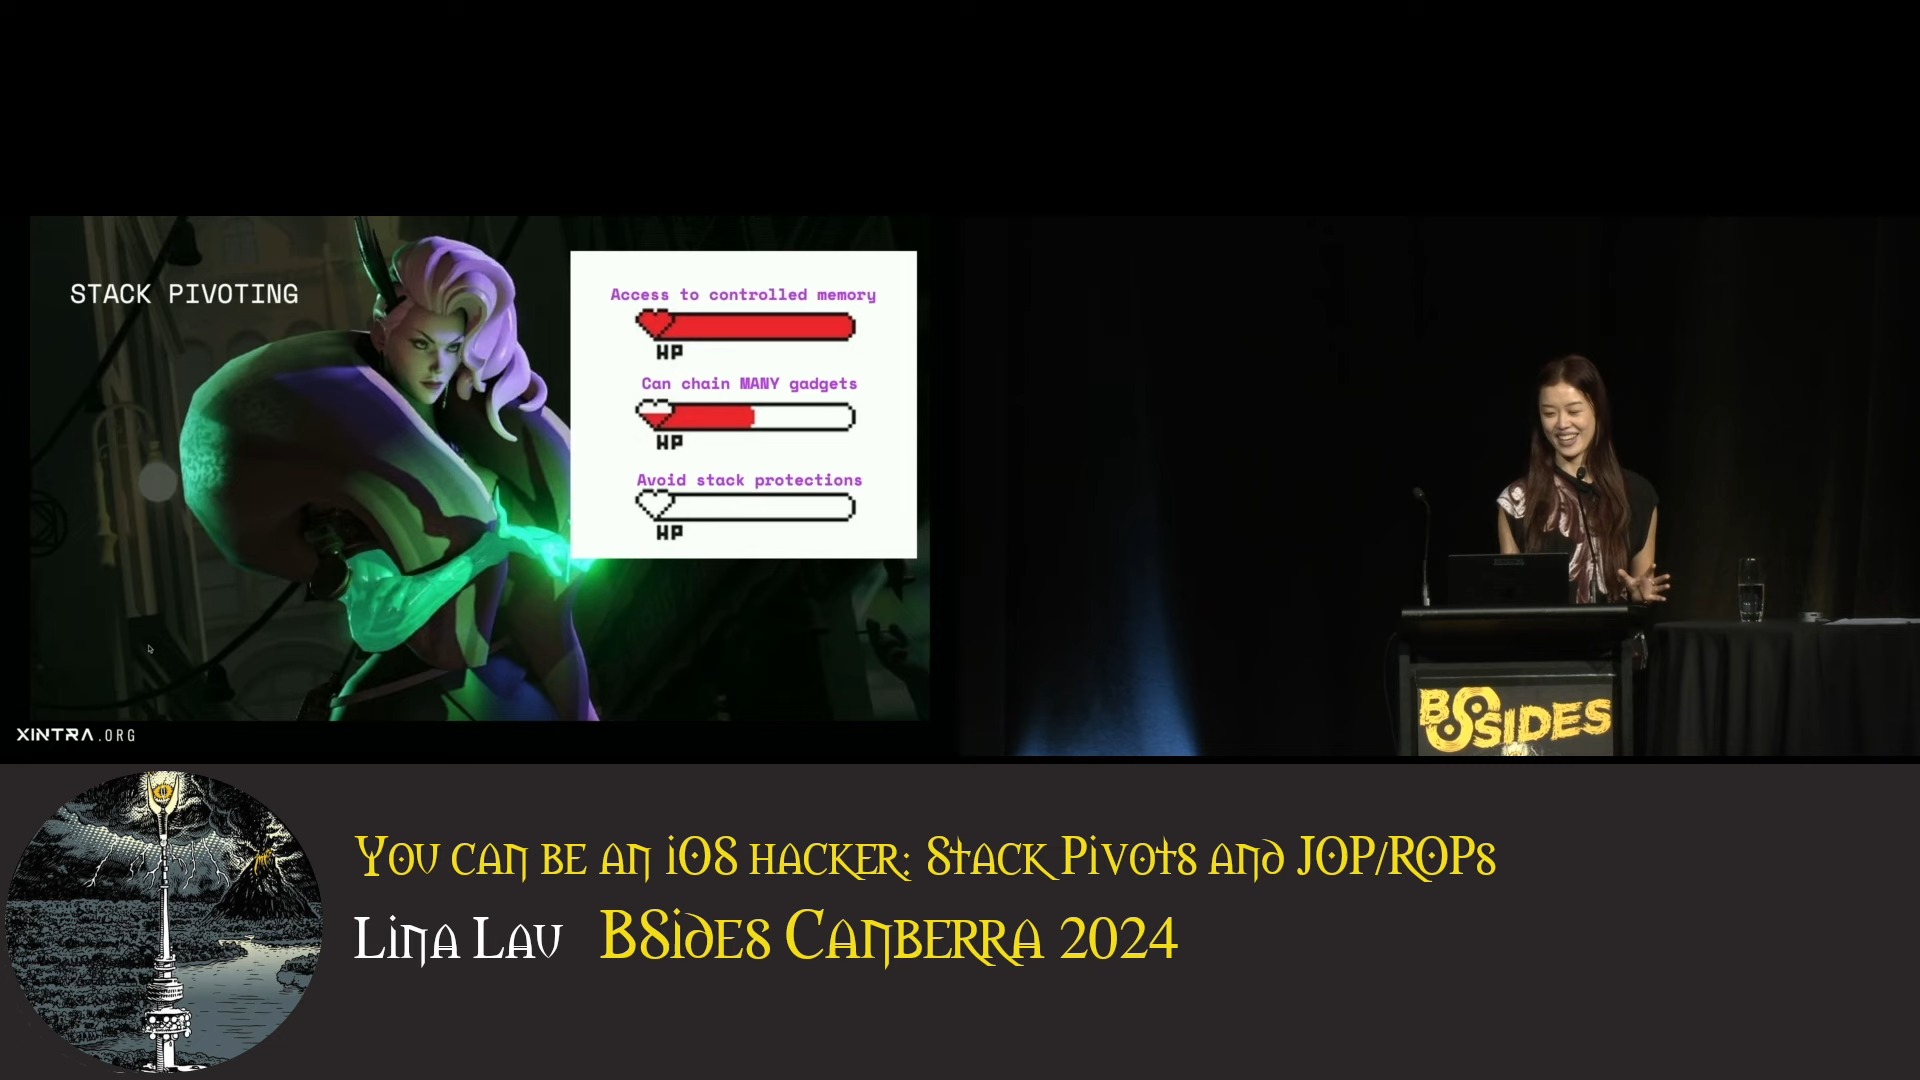 STACK PIVOTING
Access to controlled memory
HP
Can chain MANY gadgets
HP
Avoid stack protections
HP
XINTRA.ORG
BSIDES
You can be an iOS hacker: Stack Pivots and JOP/ROPs
Lina Lau BSides Canberra 2024